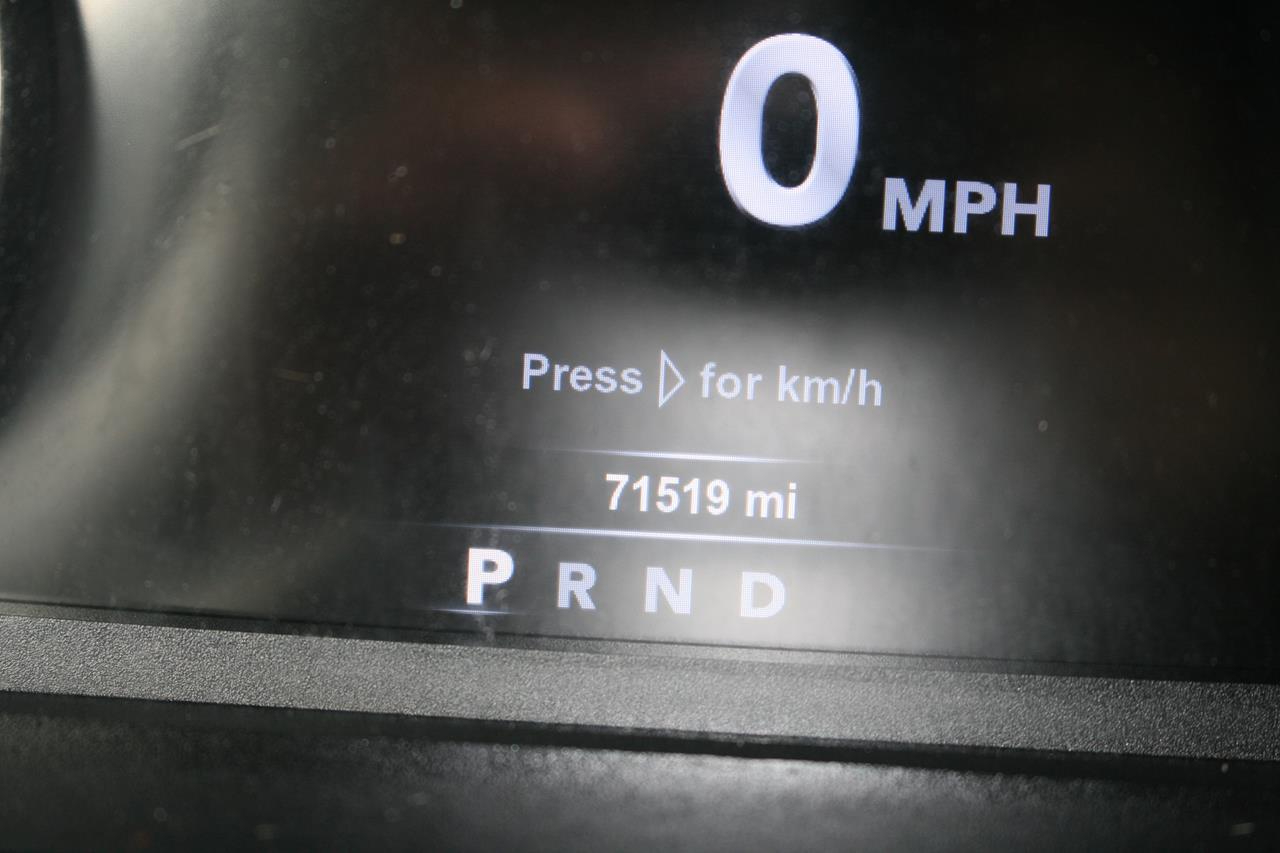 0 MPH
Press ▷ for km/h
71519 mi
P R N D